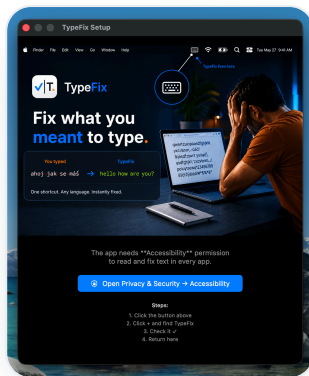 TypeFix Setup
Finder File Edit View Go Window Help
Tue May 27 9:41 AM
TypeFix lives here
√|T. TypeFix
Fix what you
meant to type.
You typed TypeFix
ahoj jak se máš → hello how are you?
One shortcut. Any language. Instantly fixed.
The app needs **Accessibility** permission
to read and fix text in every app.
Open Privacy & Security → Accessibility
Steps:
1. Click the button above
2. Click + and find TypeFix
3. Check it ✓
4. Return here